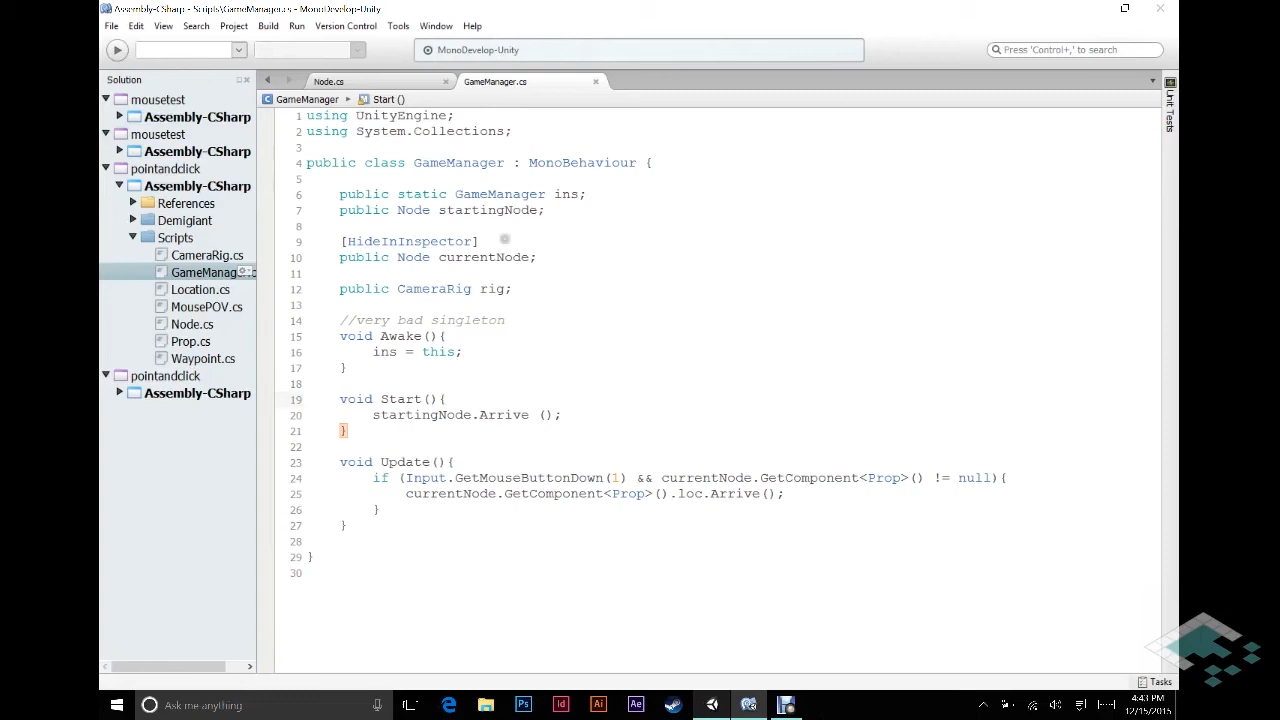 Assembly-CSharp - Scripts\GameManager.cs - MonoDevelop-Unity
File Edit View Search Project Build Run Version Control Tools Window Help
MonoDevelop-Unity
Press 'Control+,' to search
Solution
mousetest
Assembly-CSharp
mousetest
Assembly-CSharp
pointandclick
Assembly-CSharp
References
Demigiant
Scripts
CameraRig.cs
GameManager.c
Location.cs
MousePOV.cs
Node.cs
Prop.cs
Waypoint.cs
pointandclick
Assembly-CSharp
Node.cs GameManager.cs
GameManager Start ()
1 using UnityEngine;
2 using System.Collections;
3
4 public class GameManager : MonoBehaviour {
5
6 public static GameManager ins;
7 public Node startingNode;
8
9 [HideInInspector]
10 public Node currentNode;
11
12 public CameraRig rig;
13
14 //very bad singleton
15 void Awake(){
16 ins = this;
17 }
18
19 void Start(){
20 startingNode.Arrive ();
21 }
22
23 void Update(){
24 if (Input.GetMouseButtonDown(1) && currentNode.GetComponent<Prop>() != null){
25 currentNode.GetComponent<Prop>().loc.Arrive();
26 }
27 }
28
29 }
30
Unit Tests
Tasks
Ask me anything
Ps Id Ai Ae
4:43 PM
12/15/2015